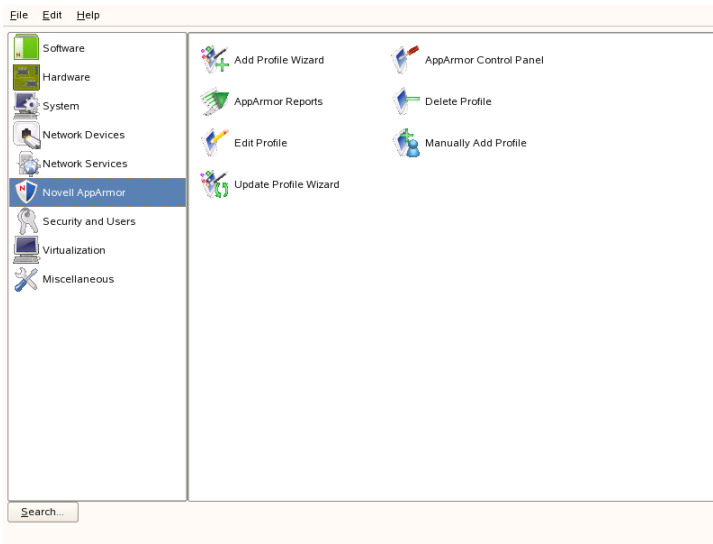 File Edit Help
Software
Hardware
System
Network Devices
Network Services
Novell AppArmor
Security and Users
Virtualization
Miscellaneous
Add Profile Wizard
AppArmor Control Panel
AppArmor Reports
Delete Profile
Edit Profile
Manually Add Profile
Update Profile Wizard
Search...